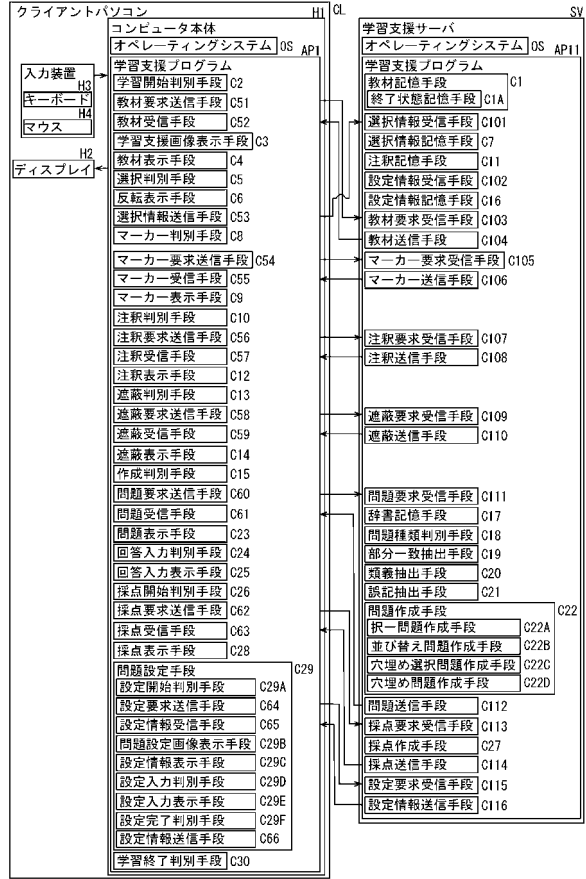 クライアントパソコン H1 CL
コンピュータ本体
オペレーティングシステム OS AP1
学習支援プログラム
入力装置
H3
キーボード
H4
マウス
H2
ディスプレイ
学習開始判別手段 C2
教材要求送信手段 C51
教材受信手段 C52
学習支援画像表示手段 C3
教材表示手段 C4
選択判別手段 C5
反転表示手段 C6
選択情報送信手段 C53
マーカー判別手段 C8
マーカー要求送信手段 C54
マーカー受信手段 C55
マーカー表示手段 C9
注釈判別手段 C10
注釈要求送信手段 C56
注釈受信手段 C57
注釈表示手段 C12
遮蔽判別手段 C13
遮蔽要求送信手段 C58
遮蔽受信手段 C59
遮蔽表示手段 C14
作成判別手段 C15
問題要求送信手段 C60
問題受信手段 C61
問題表示手段 C23
回答入力判別手段 C24
回答入力表示手段 C25
採点開始判別手段 C26
採点要求送信手段 C62
採点受信手段 C63
採点表示手段 C28
問題設定手段 C29
設定開始判別手段 C29A
設定要求送信手段 C64
設定情報受信手段 C65
問題設定画像表示手段 C29B
設定情報表示手段 C29C
設定入力判別手段 C29D
設定入力表示手段 C29E
設定完了判別手段 C29F
設定情報送信手段 C66
学習終了判別手段 C30
SV
学習支援サーバ
オペレーティングシステム OS AP11
学習支援プログラム
教材記憶手段 C1
終了状態記憶手段 C1A
選択情報受信手段 C101
選択情報記憶手段 C7
注釈記憶手段 C11
設定情報受信手段 C102
設定情報記憶手段 C16
教材要求受信手段 C103
教材送信手段 C104
マーカー要求受信手段 C105
マーカー送信手段 C106
注釈要求受信手段 C107
注釈送信手段 C108
遮蔽要求受信手段 C109
遮蔽送信手段 C110
問題要求受信手段 C111
辞書記憶手段 C17
問題種類判別手段 C18
部分一致抽出手段 C19
類義抽出手段 C20
誤記抽出手段 C21
問題作成手段 C22
択一問題作成手段 C22A
並び替え問題作成手段 C22B
穴埋め選択問題作成手段 C22C
穴埋め問題作成手段 C22D
問題送信手段 C112
採点要求受信手段 C113
採点作成手段 C27
採点送信手段 C114
設定要求受信手段 C115
設定情報送信手段 C116